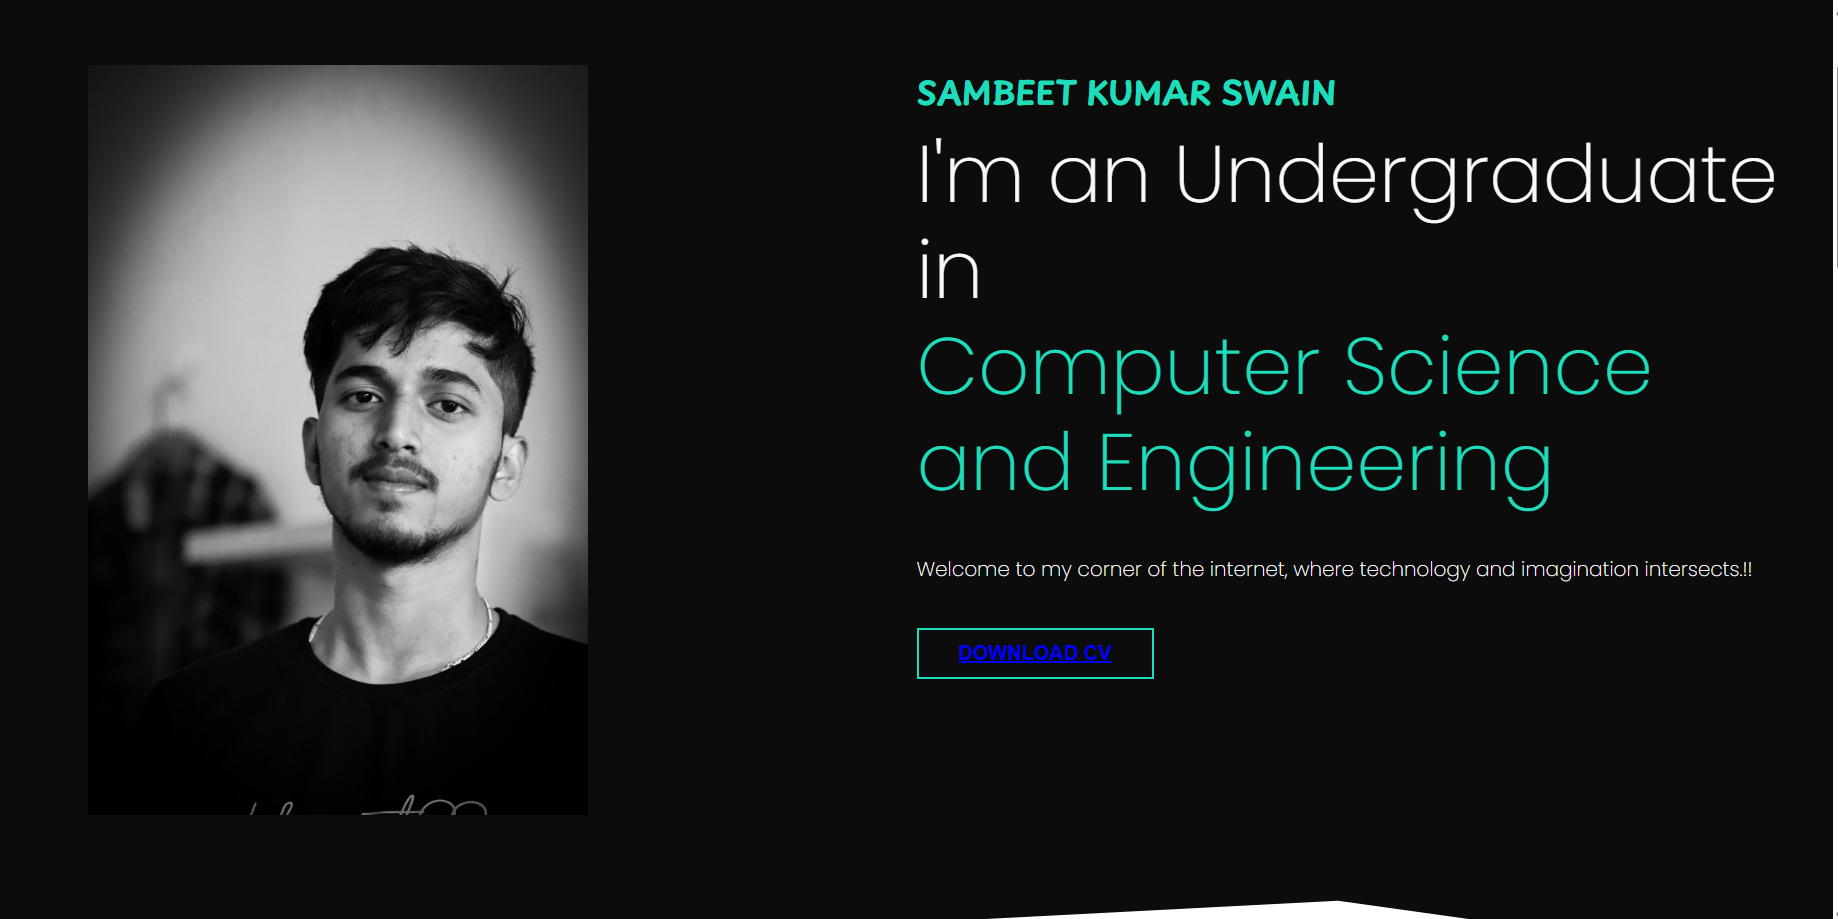 SAMBEET KUMAR SWAIN
I'm an Undergraduate
in
Computer Science
and Engineering
Welcome to my corner of the internet, where technology and imagination intersects.!!
DOWNLOAD CV